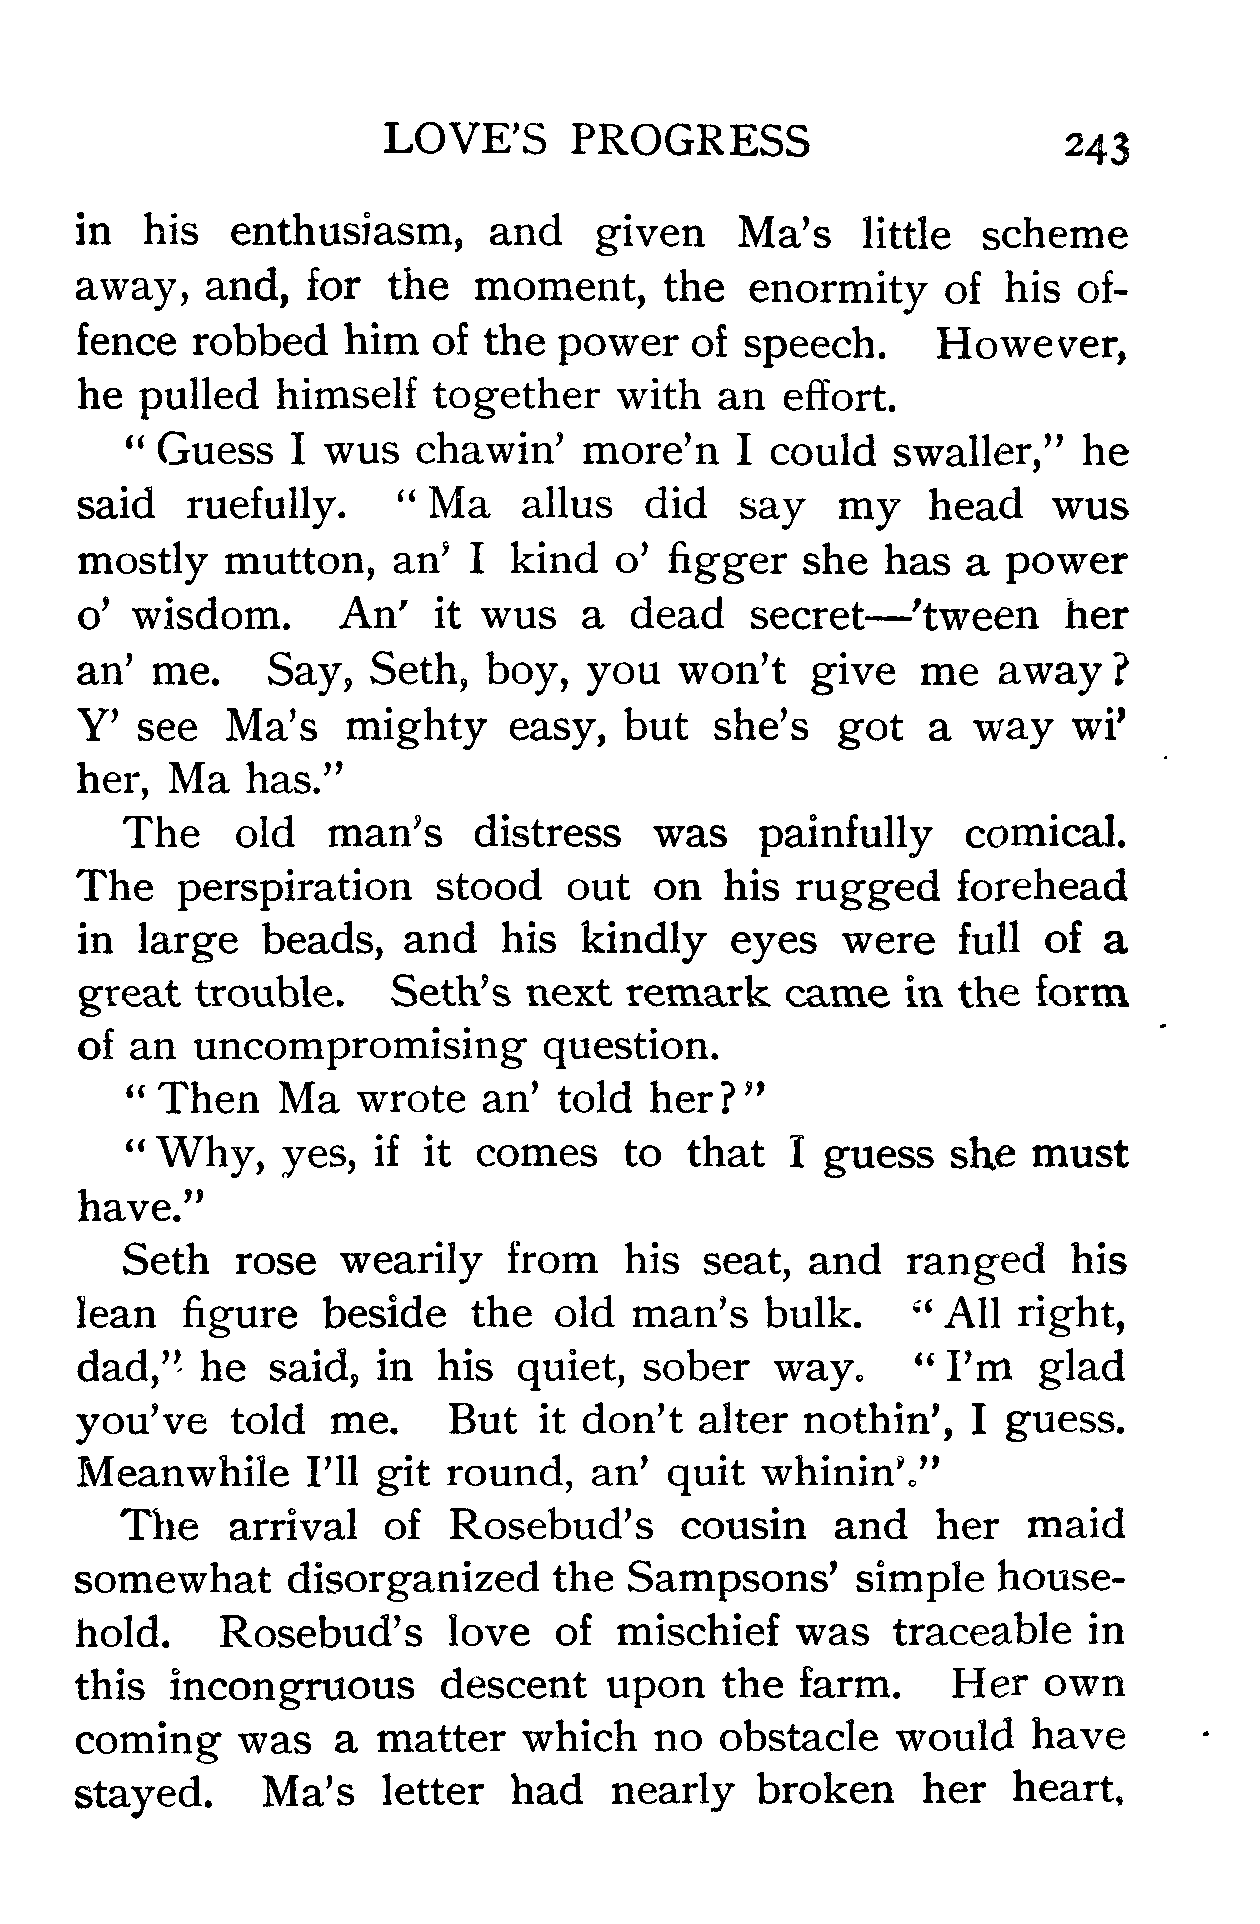 LOVE'S PROGRESS 243
in his enthusiasm, and given Ma's little scheme
away, and, for the moment, the enormity of his of-
fence robbed him of the power of speech. However,
he pulled himself together with an effort.
" Guess I wus chawin' more'n I could swaller," he
said ruefully. " Ma allus did say my head wus
mostly mutton, an' I kind o' figger she has a power
o' wisdom. An' it wus a dead secret—'tween her
an' me. Say, Seth, boy, you won't give me away?
Y' see Ma's mighty easy, but she's got a way wi'
her, Ma has."
The old man's distress was painfully comical.
The perspiration stood out on his rugged forehead
in large beads, and his kindly eyes were full of a
great trouble. Seth's next remark came in the form
of an uncompromising question.
" Then Ma wrote an' told her?"
" Why, yes, if it comes to that I guess she must
have."
Seth rose wearily from his seat, and ranged his
lean figure beside the old man's bulk. " All right,
dad," he said, in his quiet, sober way. " I'm glad
you've told me. But it don't alter nothin', I guess.
Meanwhile I'll git round, an' quit whinin'."
The arrival of Rosebud's cousin and her maid
somewhat disorganized the Sampsons' simple house-
hold. Rosebud's love of mischief was traceable in
this incongruous descent upon the farm. Her own
coming was a matter which no obstacle would have
stayed. Ma's letter had nearly broken her heart,